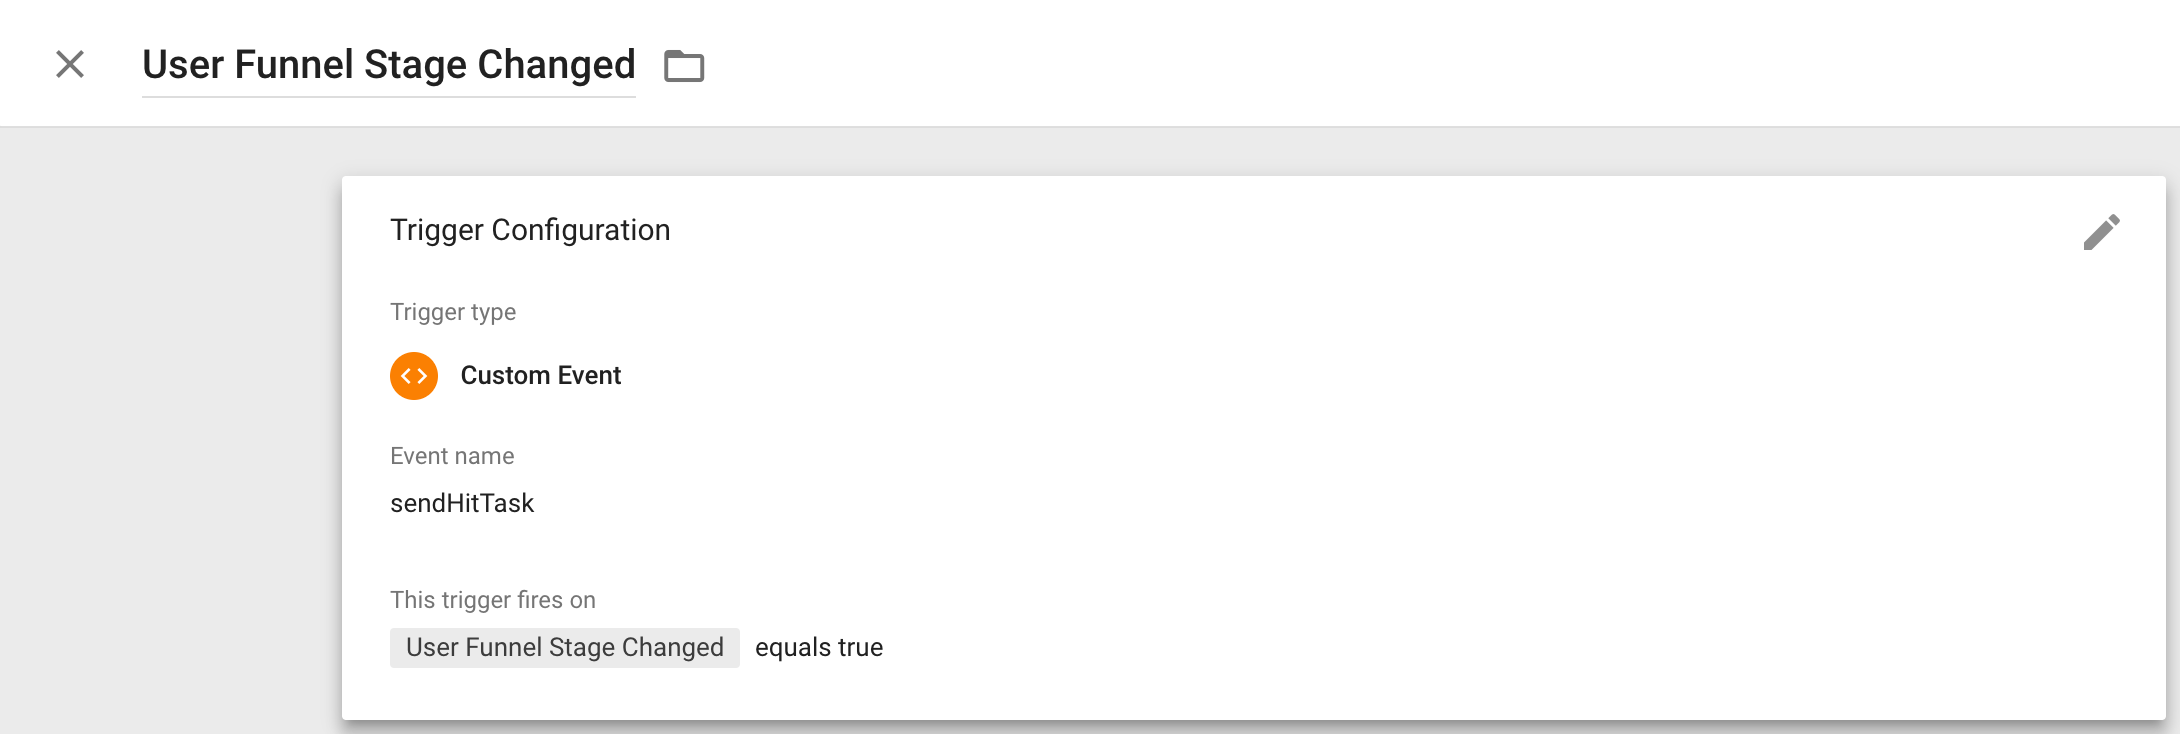 User Funnel Stage Changed
Trigger Configuration
Trigger type
Custom Event
Event name
sendHitTask
This trigger fires on
User Funnel Stage Changed equals true